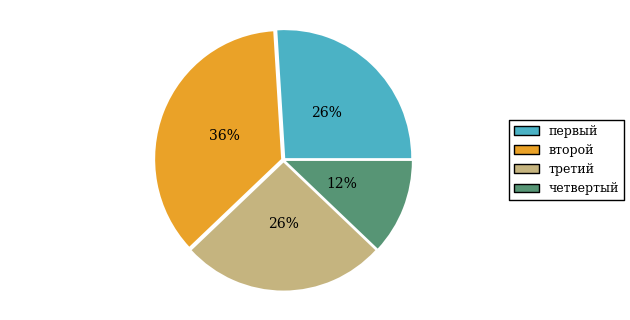 26%
36%
12%
26%
первый
второй
третий
четвертый